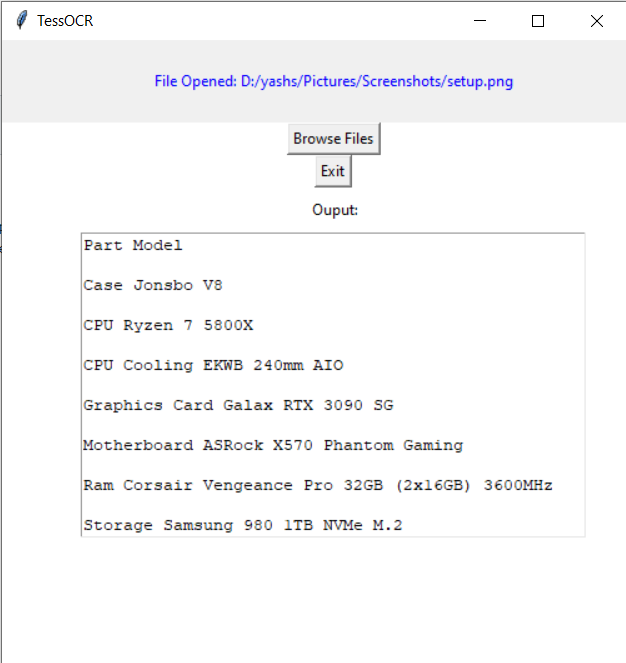 TessOCR
File Opened: D:/yashs/Pictures/Screenshots/setup.png
Browse Files
Exit
Ouput:
Part Model
Case Jonsbo V8
CPU Ryzen 7 5800X
CPU Cooling EKWB 240mm AIO
Graphics Card Galax RTX 3090 SG
Motherboard ASRock X570 Phantom Gaming
Ram Corsair Vengeance Pro 32GB (2x16GB) 3600MHz
Storage Samsung 980 1TB NVMe M.2